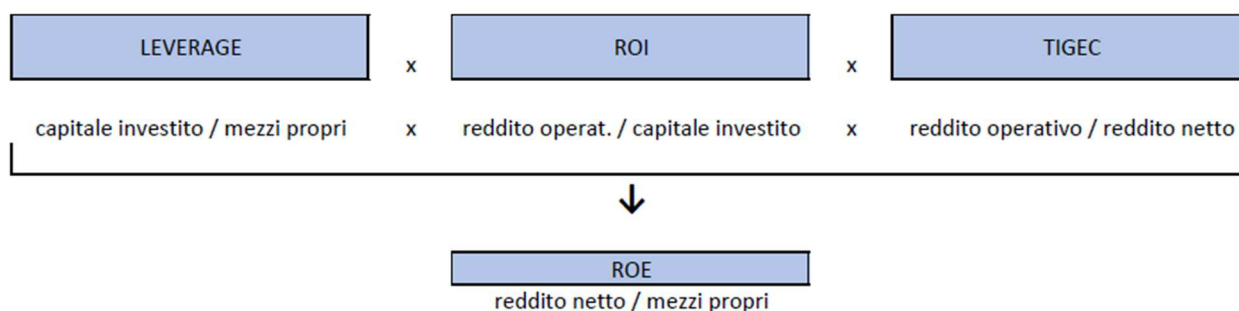 LEVERAGE x ROI x TIGEC
capitale investito / mezzi propri x reddito operat. / capitale investito x reddito operativo / reddito netto
ROE
reddito netto / mezzi propri